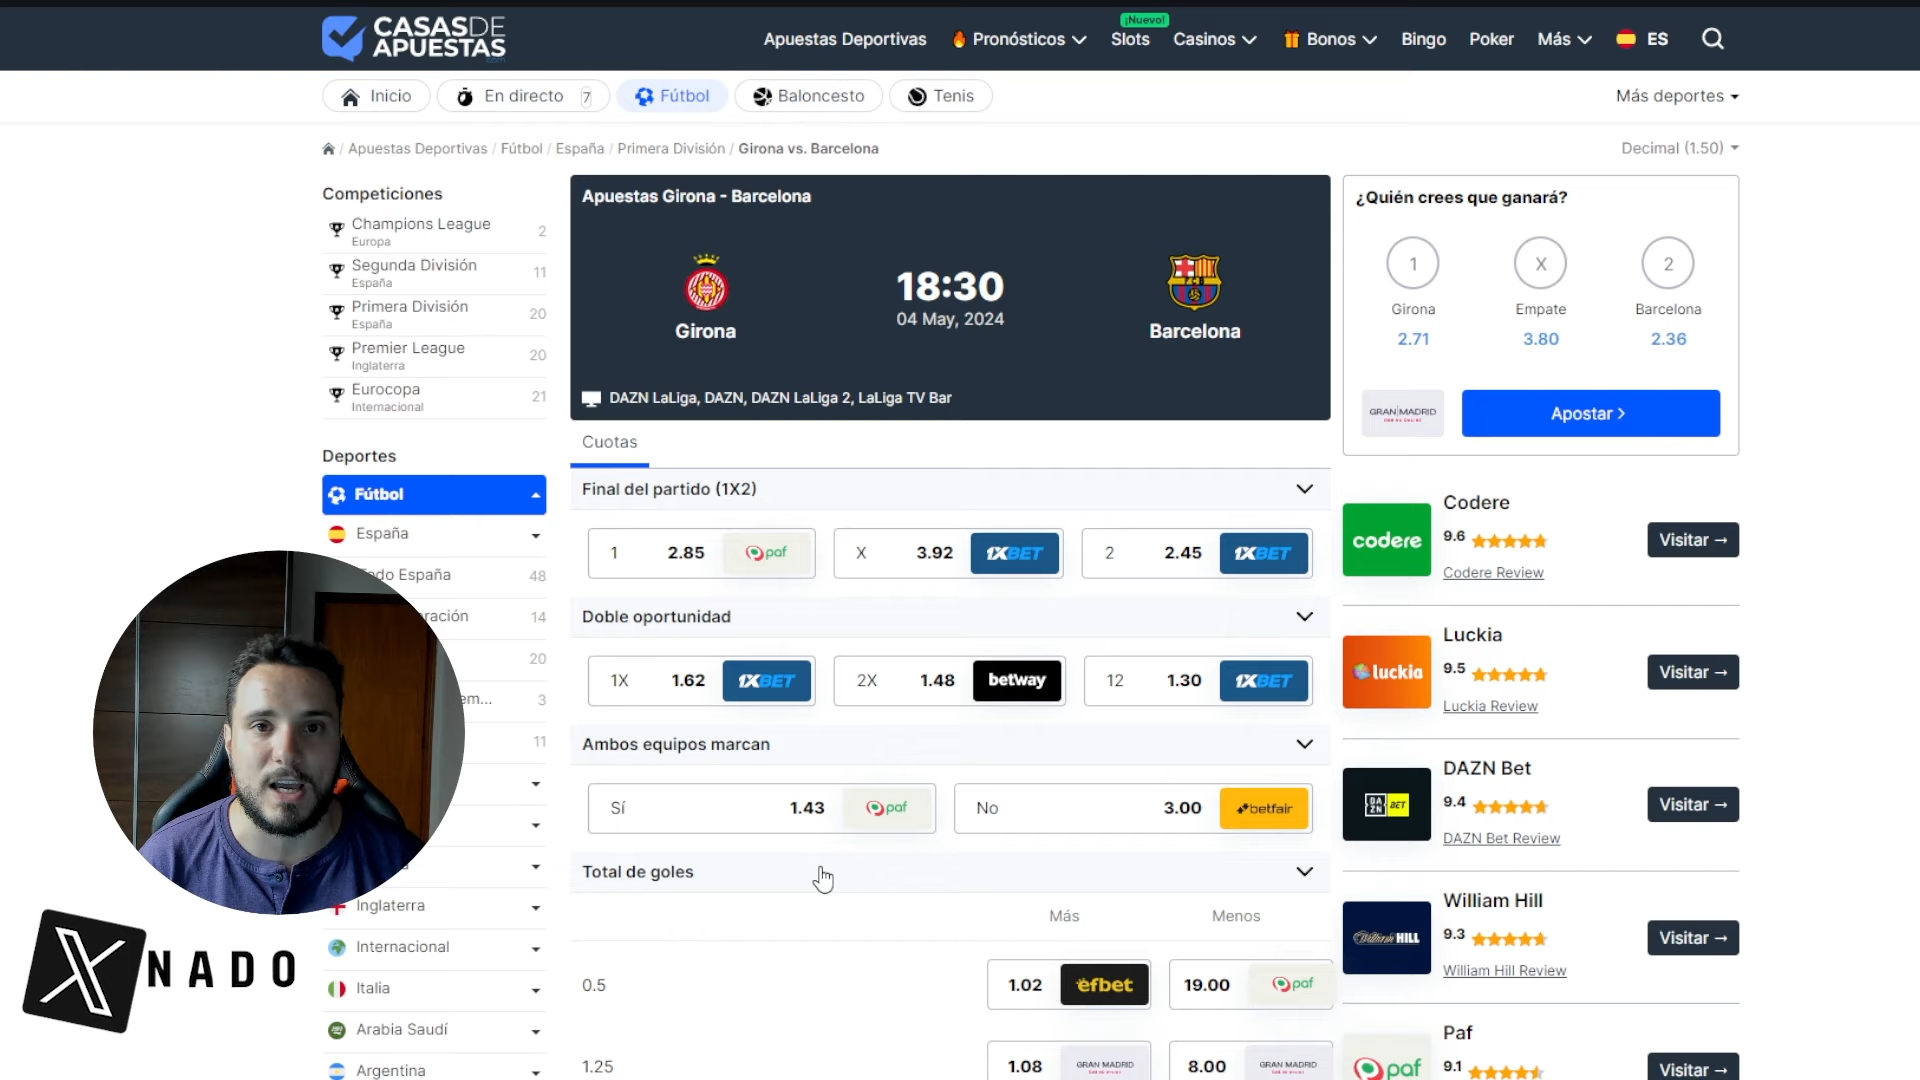 CASASDE
APUESTAS
.com
Apuestas Deportivas
Pronósticos
¡Nuevo!
Slots
Casinos
Bonos
Bingo
Poker
Más
ES
Inicio
En directo 7
Fútbol
Baloncesto
Tenis
Más deportes
/ Apuestas Deportivas / Fútbol / España / Primera División / Girona vs. Barcelona
Decimal (1.50)
Competiciones
Champions League 2
Europa
Segunda División 11
España
Primera División 20
España
Premier League 20
Inglaterra
Eurocopa 21
Internacional
Deportes
Fútbol
España
Todo España 48
ración 14
20
em... 3
11
Inglaterra
Internacional
Italia
Arabia Saudí
Argentina
NADO
Apuestas Girona - Barcelona
18:30
04 May, 2024
Girona
Barcelona
DAZN LaLiga, DAZN, DAZN LaLiga 2, LaLiga TV Bar
Cuotas
Final del partido (1X2)
1 2.85 paf
X 3.92 1XBET
2 2.45 1XBET
Doble oportunidad
1X 1.62 1XBET
2X 1.48 betway
12 1.30 1XBET
Ambos equipos marcan
Sí 1.43 paf
No 3.00 betfair
Total de goles
Más Menos
0.5 1.02 efbet 19.00 paf
1.25 1.08 GRAN MADRID 8.00 GRAN MADRID
¿Quién crees que ganará?
1 X 2
Girona Empate Barcelona
2.71 3.80 2.36
GRAN MADRID
Apostar >
codere
Codere
9.6
Codere Review
Visitar →
luckia
Luckia
9.5
Luckia Review
Visitar →
DAZN BET
DAZN Bet
9.4
DAZN Bet Review
Visitar →
William HILL
William Hill
9.3
William Hill Review
Visitar →
paf
Paf
9.1
Visitar →